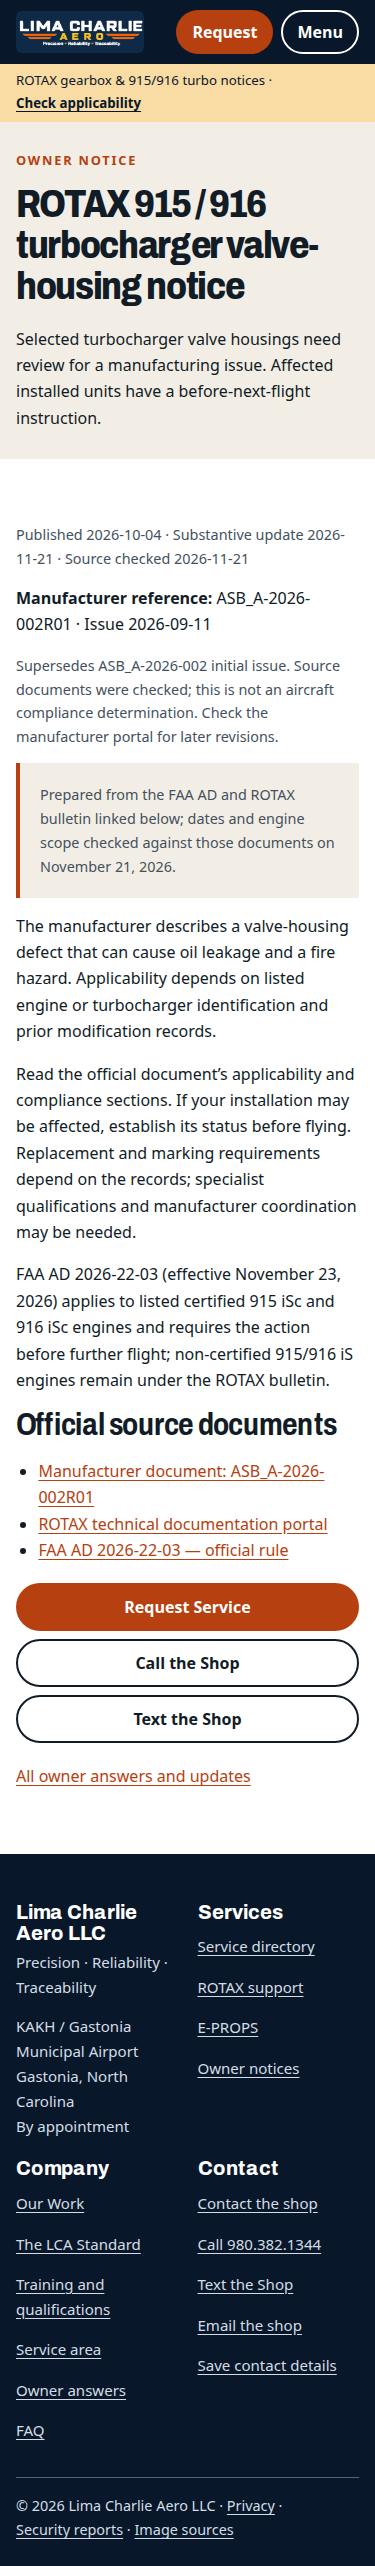 LIMA CHARLIE
AERO
Precision - Reliability - Traceability
Request
Menu
ROTAX gearbox & 915/916 turbo notices ·
Check applicability
OWNER NOTICE
ROTAX 915 / 916
turbocharger valve-
housing notice
Selected turbocharger valve housings need
review for a manufacturing issue. Affected
installed units have a before-next-flight
instruction.
Published 2026-10-04 · Substantive update 2026-
11-21 · Source checked 2026-11-21
Manufacturer reference: ASB_A-2026-
002R01 · Issue 2026-09-11
Supersedes ASB_A-2026-002 initial issue. Source
documents were checked; this is not an aircraft
compliance determination. Check the
manufacturer portal for later revisions.
Prepared from the FAA AD and ROTAX
bulletin linked below; dates and engine
scope checked against those documents on
November 21, 2026.
The manufacturer describes a valve-housing
defect that can cause oil leakage and a fire
hazard. Applicability depends on listed
engine or turbocharger identification and
prior modification records.
Read the official document’s applicability and
compliance sections. If your installation may
be affected, establish its status before flying.
Replacement and marking requirements
depend on the records; specialist
qualifications and manufacturer coordination
may be needed.
FAA AD 2026-22-03 (effective November 23,
2026) applies to listed certified 915 iSc and
916 iSc engines and requires the action
before further flight; non-certified 915/916 iS
engines remain under the ROTAX bulletin.
Official source documents
• Manufacturer document: ASB_A-2026-
002R01
• ROTAX technical documentation portal
• FAA AD 2026-22-03 — official rule
Request Service
Call the Shop
Text the Shop
All owner answers and updates
Lima Charlie
Aero LLC
Precision · Reliability ·
Traceability
KAKH / Gastonia
Municipal Airport
Gastonia, North
Carolina
By appointment
Services
Service directory
ROTAX support
E-PROPS
Owner notices
Company
Our Work
The LCA Standard
Training and
qualifications
Service area
Owner answers
FAQ
Contact
Contact the shop
Call 980.382.1344
Text the Shop
Email the shop
Save contact details
© 2026 Lima Charlie Aero LLC · Privacy ·
Security reports · Image sources